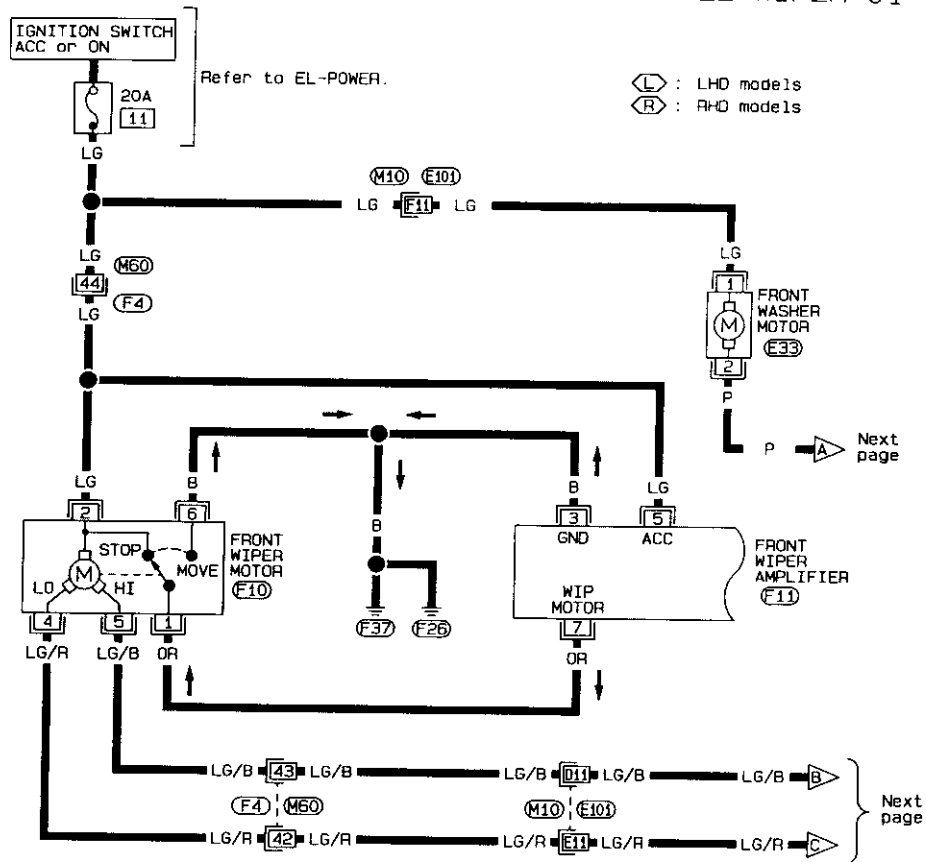 IGNITION SWITCH
ACC or ON
Refer to EL-POWER.
20A
11
L : LHD models
R : RHD models
LG
M10 E101
LG F11 LG
LG
44
M60
F4
LG
LG
1
FRONT
WASHER
MOTOR
M
E33
2
P
P A
Next
page
LG
2
B
6
B
B
3
GND
LG
5
ACC
STOP
MOVE
M
LO
HI
FRONT
WIPER
MOTOR
F10
4
5
1
LG/R
LG/B
OR
F37
F26
WIP
MOTOR
7
OR
FRONT
WIPER
AMPLIFIER
F11
LG/B 43 LG/B
LG/B D11 LG/B
LG/B B
F4 M60
M10 E101
LG/R 42 LG/R
LG/R E11 LG/R
LG/R C
Next
page